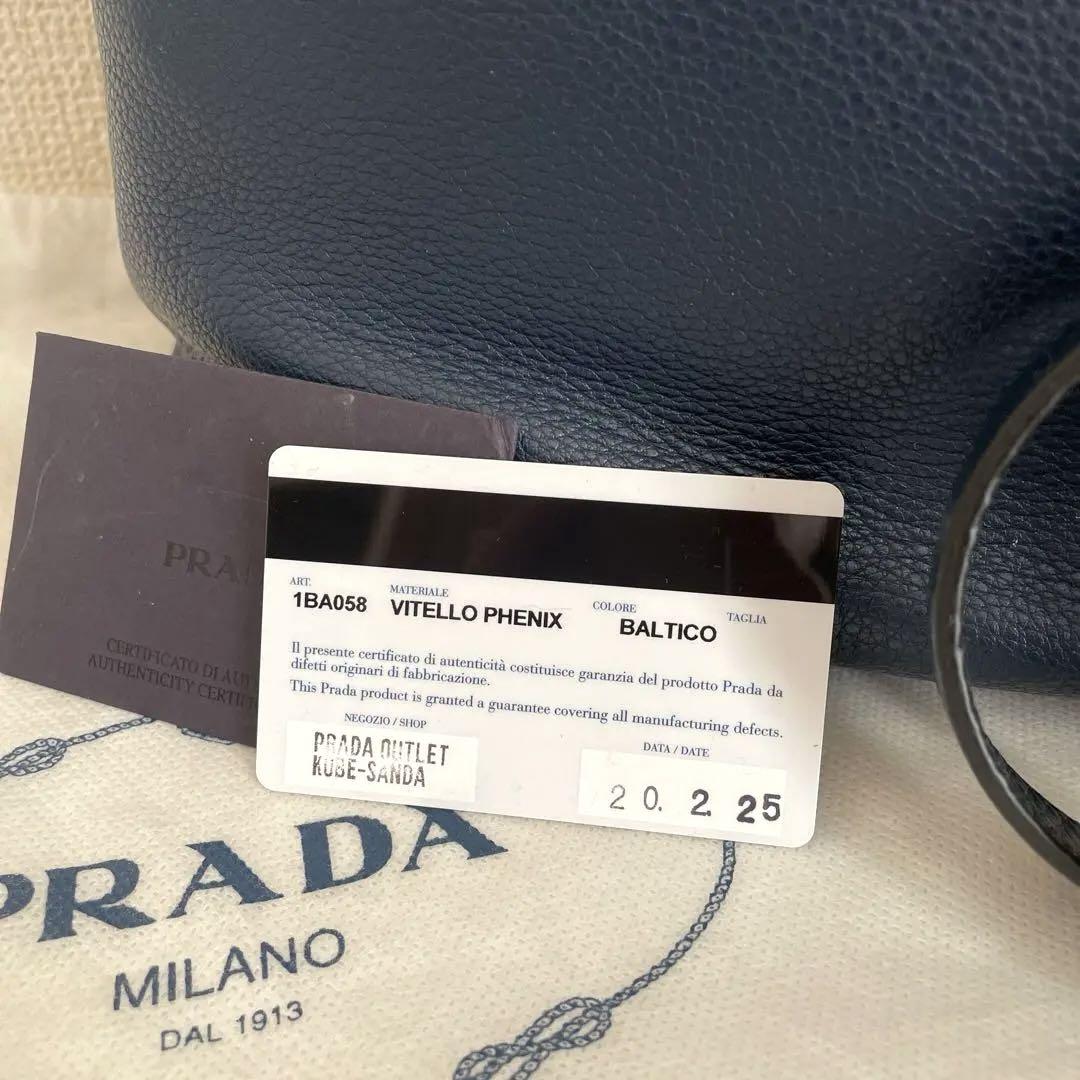 PRA
CERTIFICATO DI AUT
AUTHENTICITY CERTIF
ART.
1BA058
MATERIALE
VITELLO PHENIX
COLORE
BALTICO
TAGLIA
Il presente certificato di autenticità costituisce garanzia del prodotto Prada da
difetti originari di fabbricazione.
This Prada product is granted a guarantee covering all manufacturing defects.
NEGOZIO / SHOP
PRADA OUTLET
KOBE-SANDA
DATA / DATE
20. 2. 25
PRADA
MILANO
DAL 1913